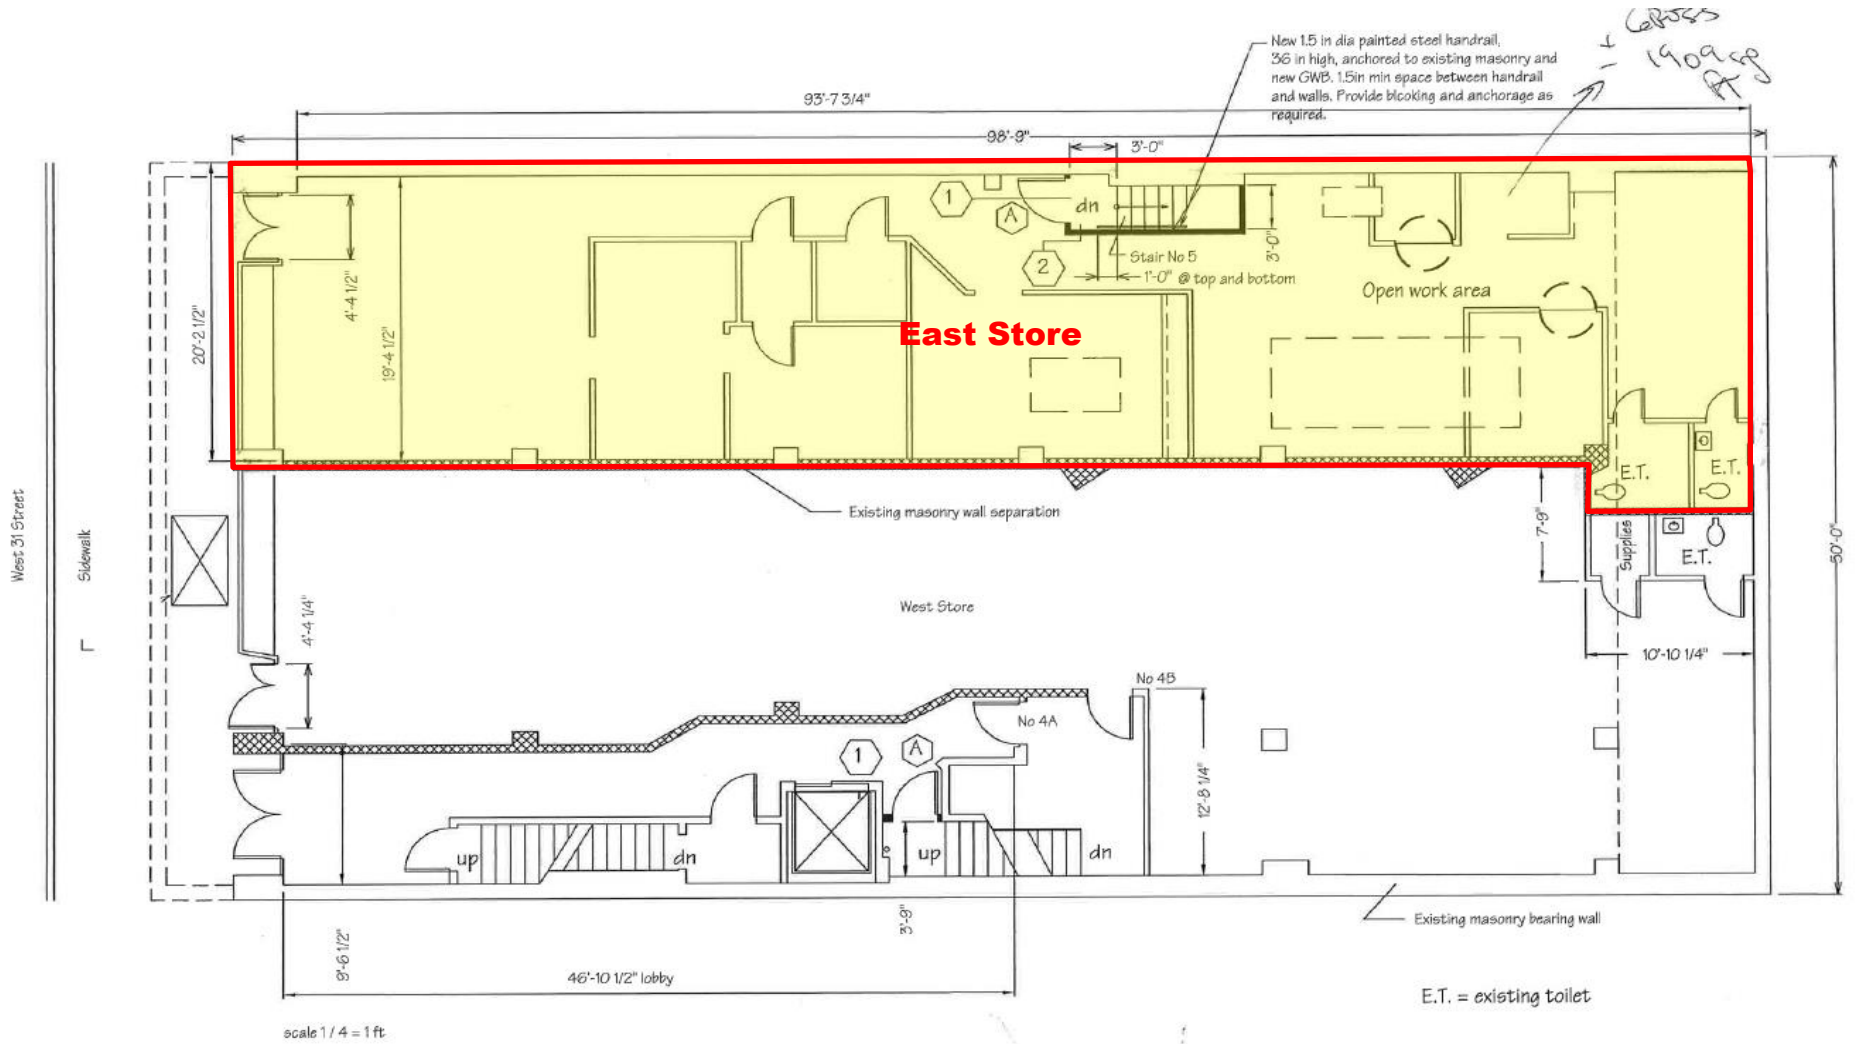 GROSS
± 1909 sq
ft
New 1.5 in dia painted steel handrail,
36 in high, anchored to existing masonry and
new GWB. 1.5in min space between handrail
and walls. Provide blcoking and anchorage as
required.
93'-7 3/4"
98'-9"
3'-0"
1
A
dn
3'-0"
2
Stair No 5
1'-0" @ top and bottom
Open work area
4'-4 1/2"
20'-2 1/2"
19'-4 1/2"
East Store
E.T.
E.T.
Existing masonry wall separation
7'-9"
Supplies
E.T.
50'-0"
West 31 Street
Sidewalk
West Store
4'-4 1/4"
10'-10 1/4"
No 4B
No 4A
1
A
12'-8 1/4"
up
dn
up
dn
3'-9"
Existing masonry bearing wall
9'-6 1/2"
46'-10 1/2" lobby
E.T. = existing toilet
scale 1 / 4 = 1 ft